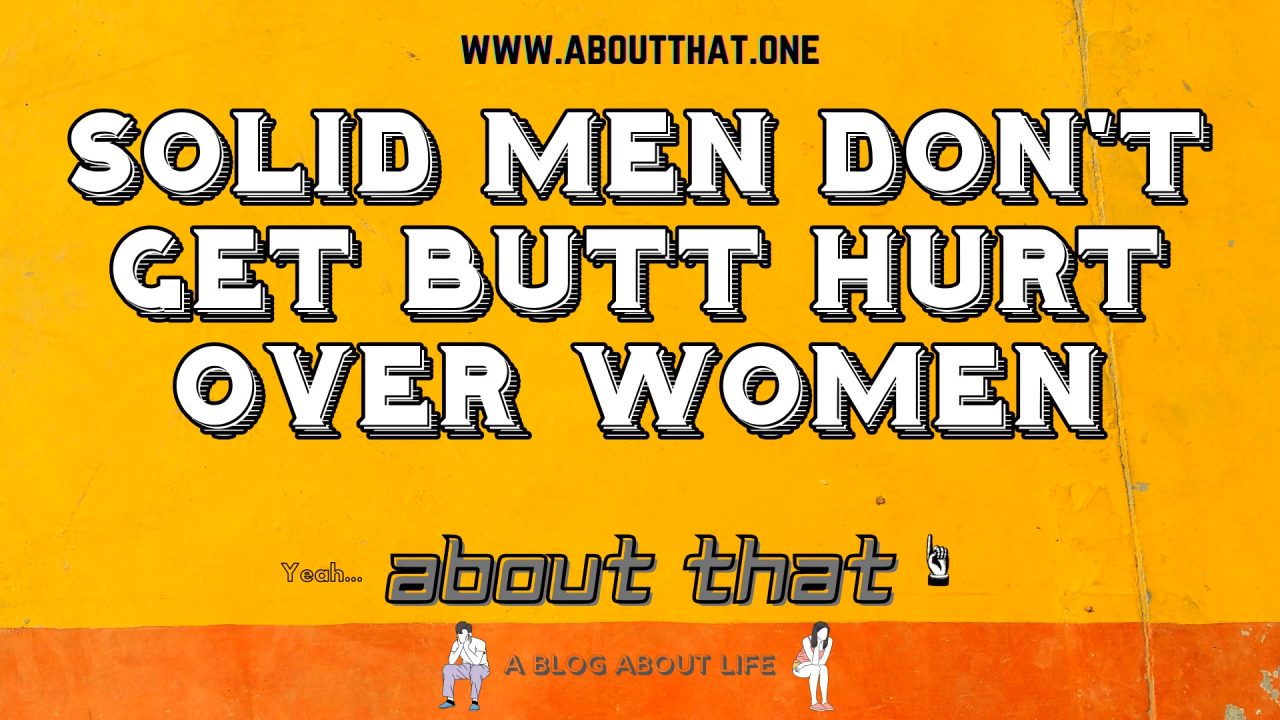 WWW.ABOUTTHAT.ONE
SOLID MEN DON'T
GET BUTT HURT
OVER WOMEN
Yeah... about that
A BLOG ABOUT LIFE